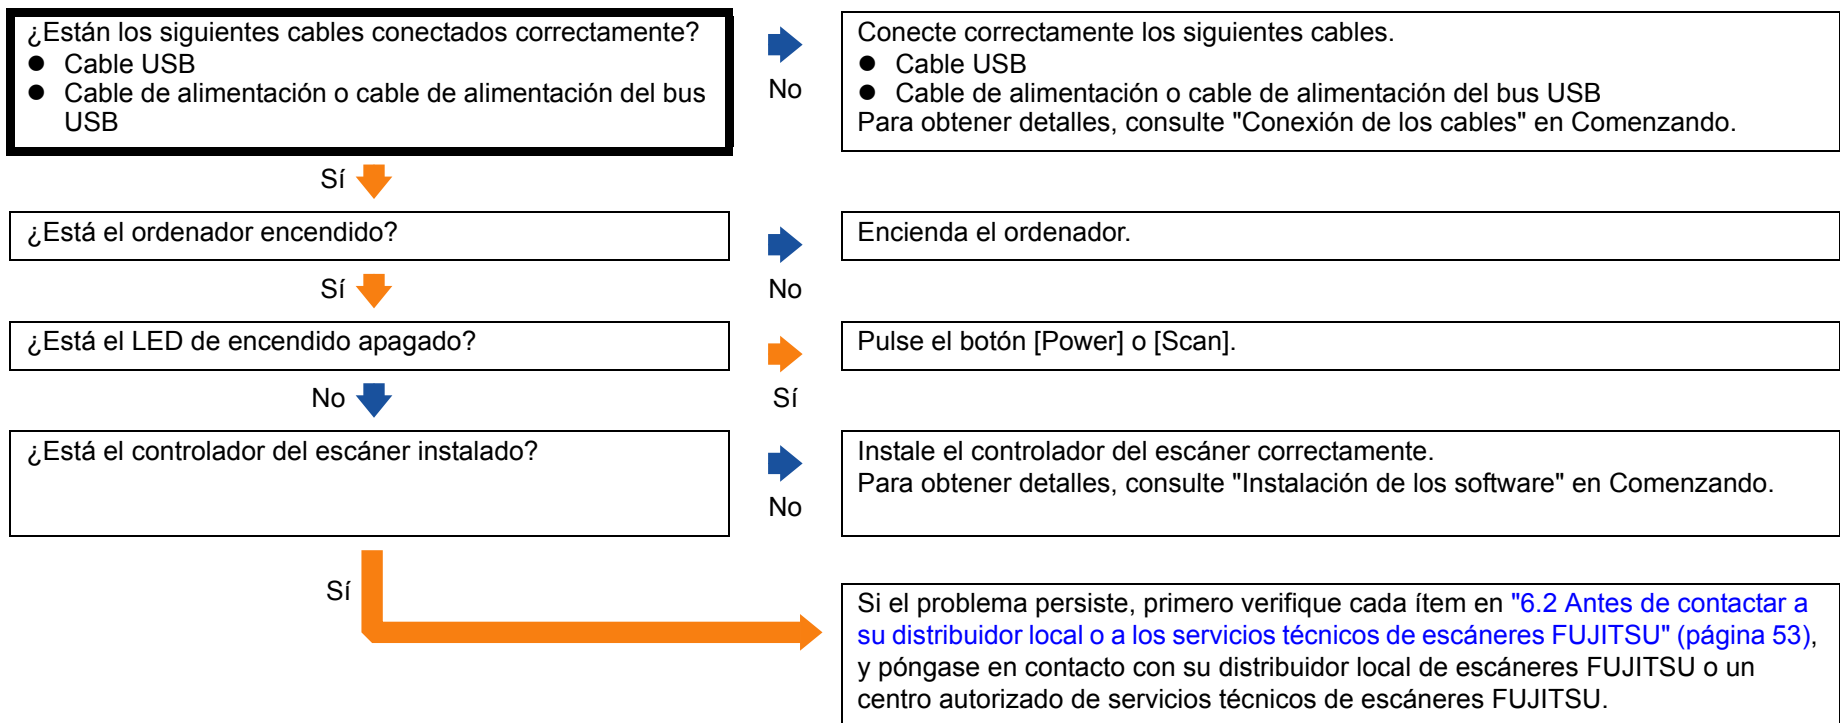 ¿Están los siguientes cables conectados correctamente?
● Cable USB
● Cable de alimentación o cable de alimentación del bus
USB
No
Conecte correctamente los siguientes cables.
● Cable USB
● Cable de alimentación o cable de alimentación del bus USB
Para obtener detalles, consulte "Conexión de los cables" en Comenzando.
Sí
¿Está el ordenador encendido?
No
Encienda el ordenador.
Sí
¿Está el LED de encendido apagado?
Sí
Pulse el botón [Power] o [Scan].
No
¿Está el controlador del escáner instalado?
No
Instale el controlador del escáner correctamente.
Para obtener detalles, consulte "Instalación de los software" en Comenzando.
Sí
Si el problema persiste, primero verifique cada ítem en "6.2 Antes de contactar a
su distribuidor local o a los servicios técnicos de escáneres FUJITSU" (página 53),
y póngase en contacto con su distribuidor local de escáneres FUJITSU o un
centro autorizado de servicios técnicos de escáneres FUJITSU.